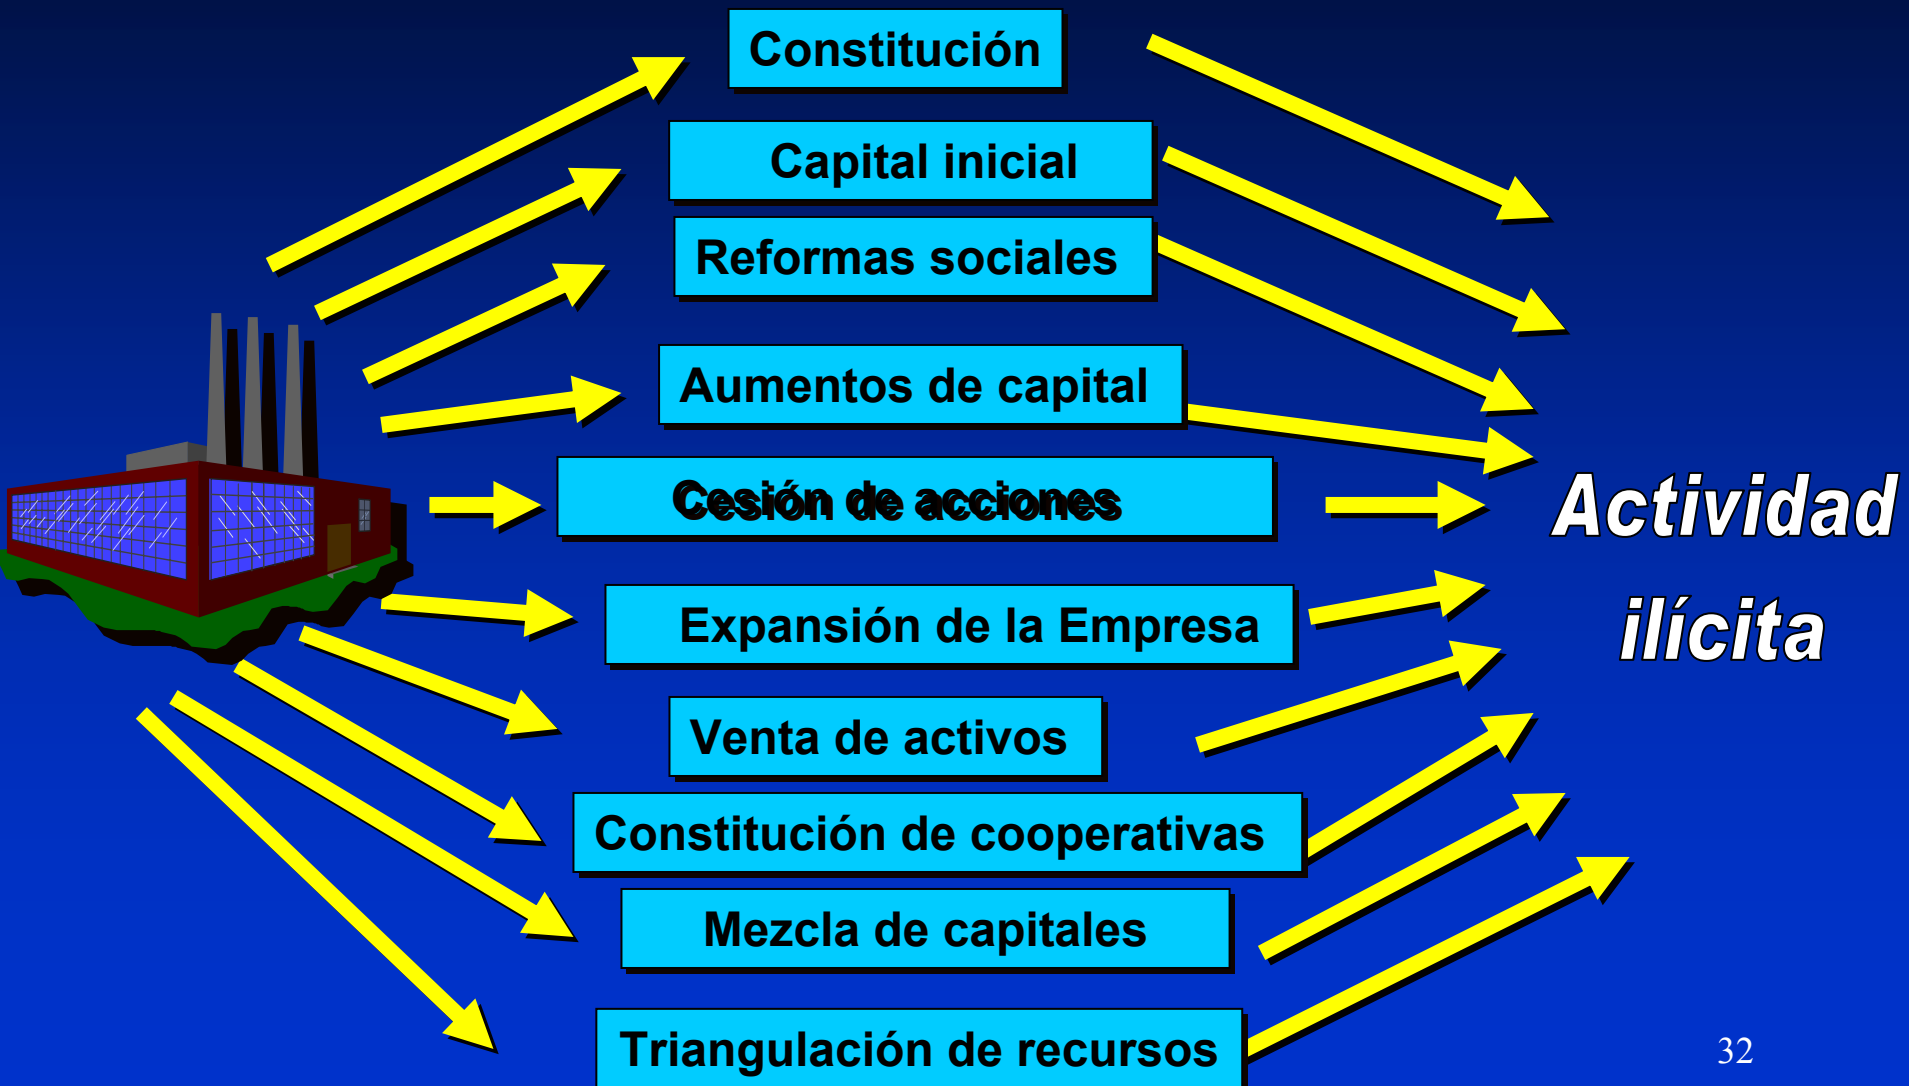 Constitución
Capital inicial
Reformas sociales
Aumentos de capital
Cesión de acciones
Expansión de la Empresa
Venta de activos
Constitución de cooperativas
Mezcla de capitales
Triangulación de recursos
Actividad
ilícita
32